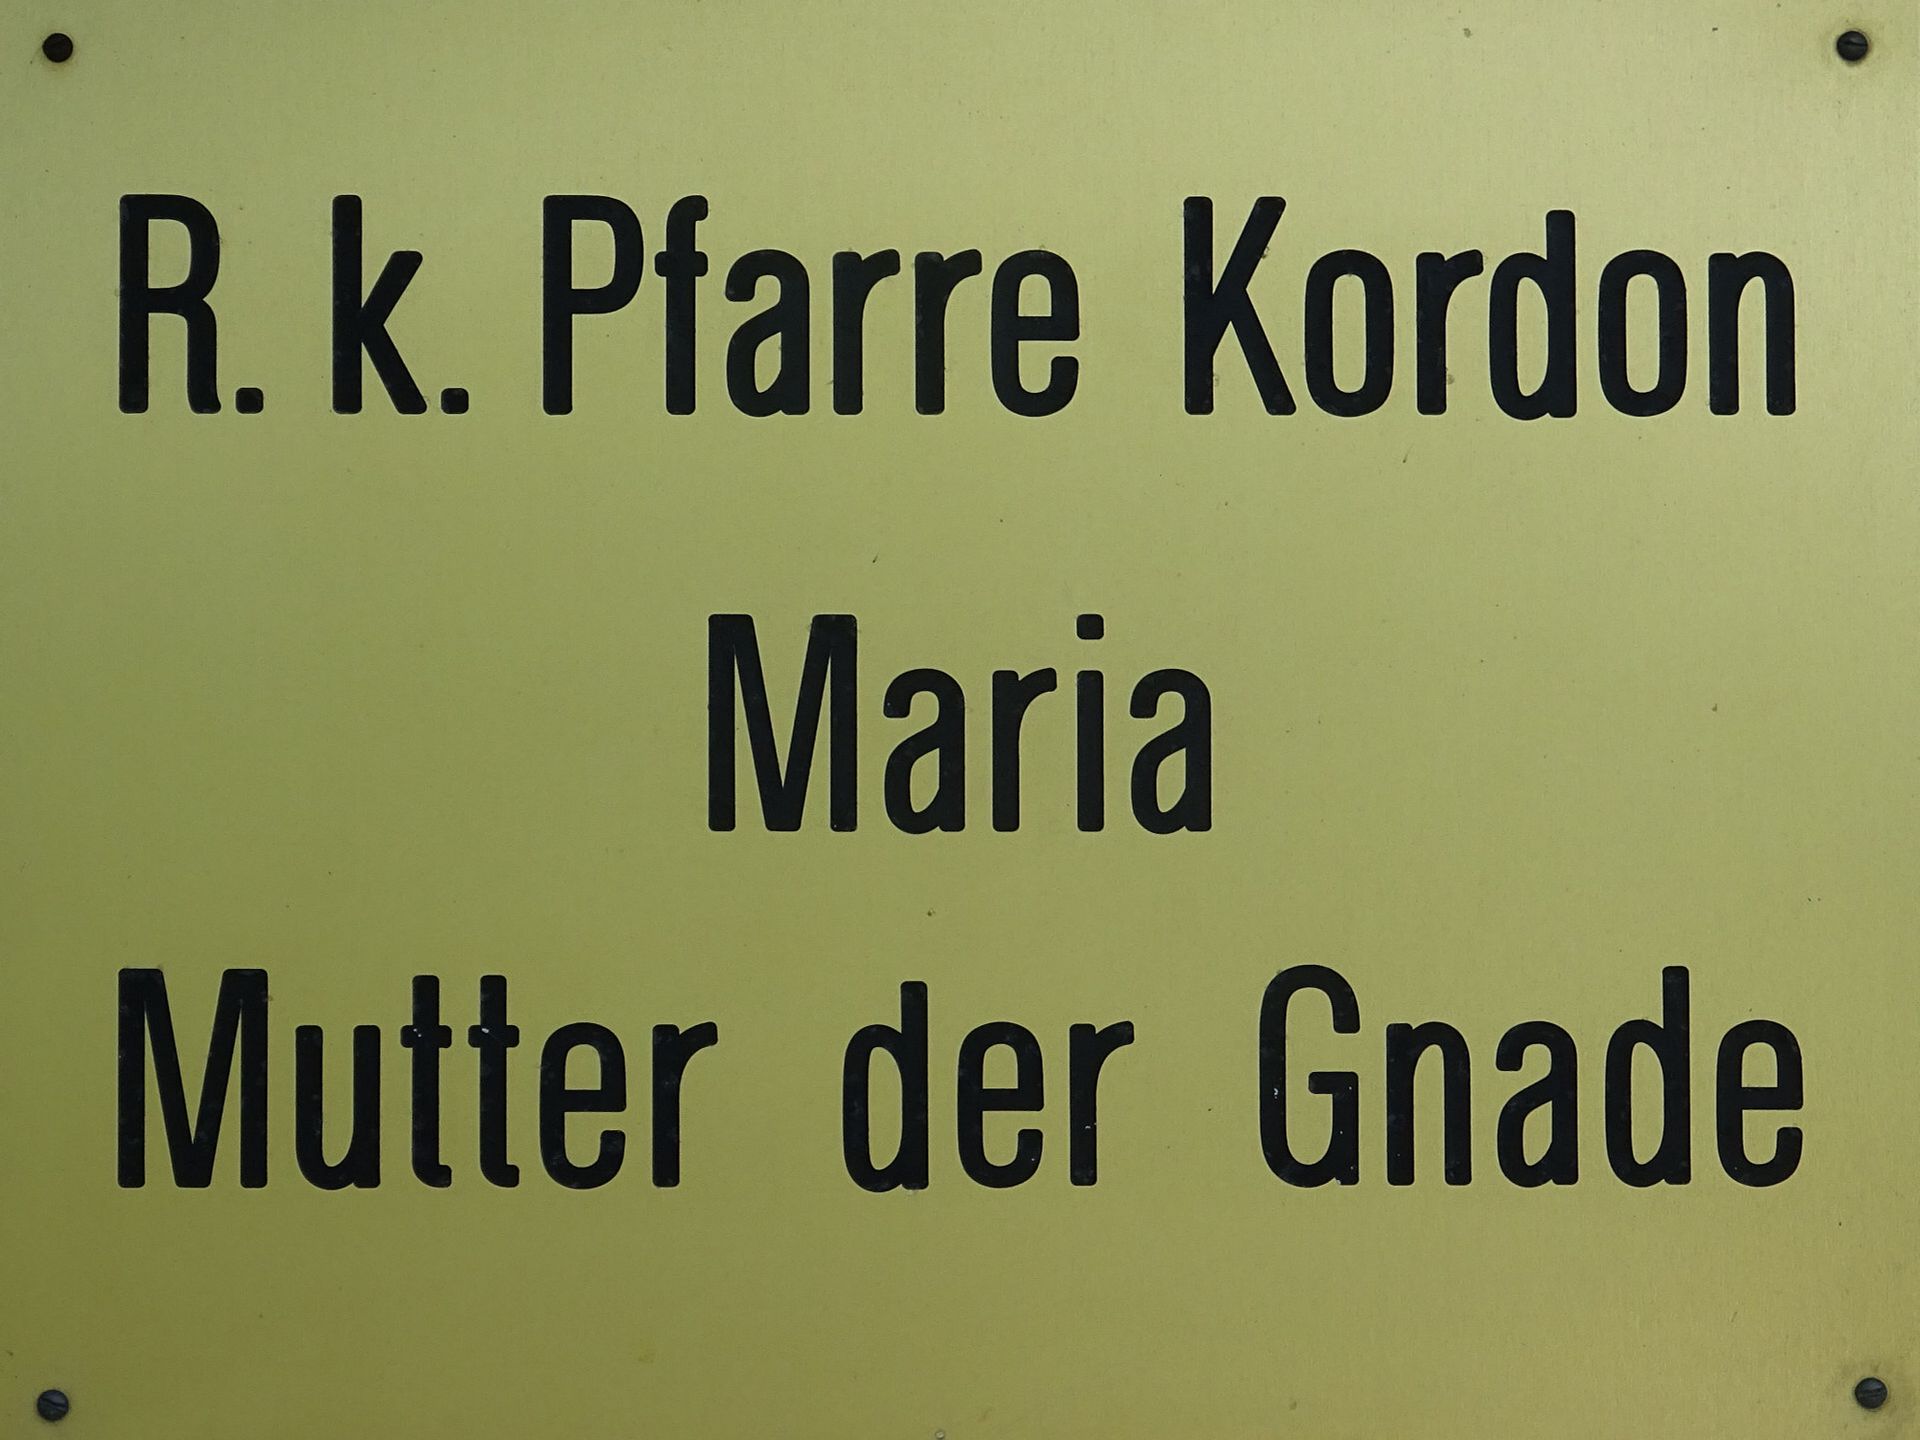 R. k. Pfarre Kordon
Maria
Mutter der Gnade